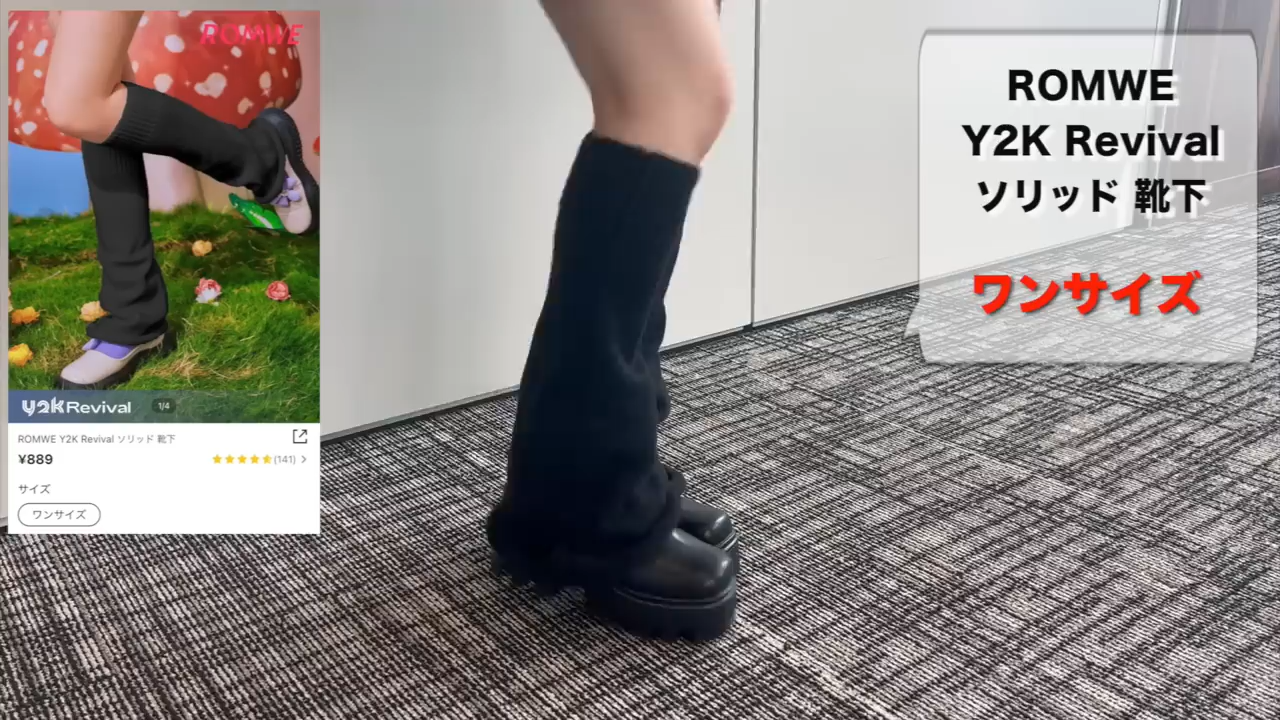 ROMWE
Y2K Revival 1/4
ROMWE Y2K Revival ソリッド 靴下
¥889
(141)
サイズ
ワンサイズ
ROMWE
Y2K Revival
ソリッド 靴下
ワンサイズ